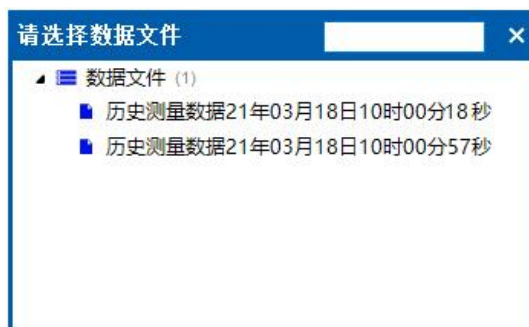 请选择数据文件
数据文件 (1)
历史测量数据21年03月18日10时00分18秒
历史测量数据21年03月18日10时00分57秒